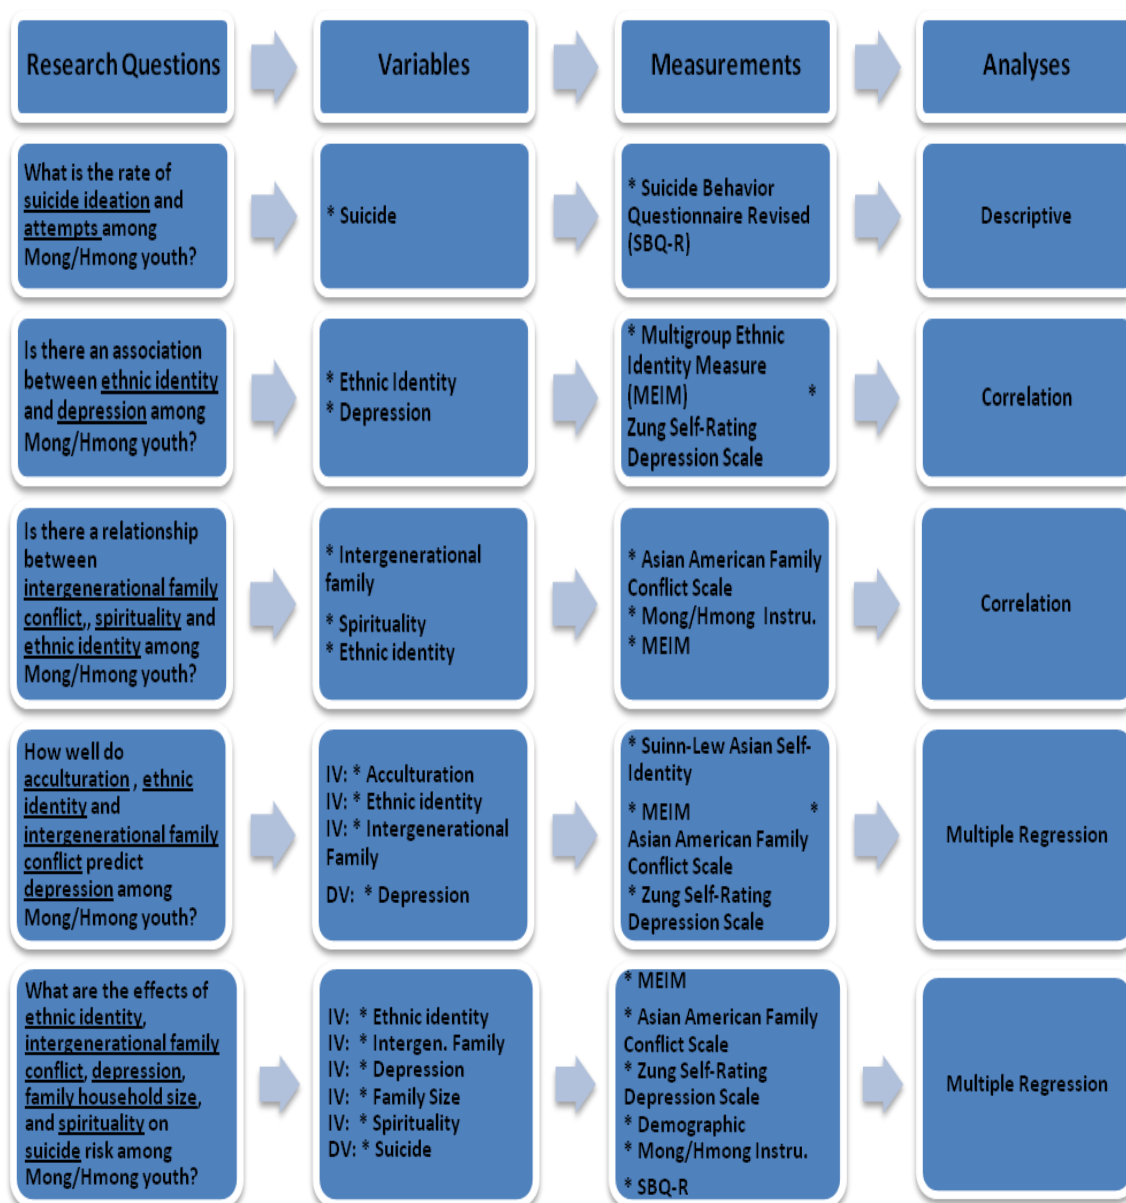 Research Questions
Variables
Measurements
Analyses
What is the rate of
suicide ideation and
attempts among
Mong/Hmong youth?
* Suicide
* Suicide Behavior
Questionnaire Revised
(SBQ-R)
Descriptive
Is there an association
between ethnic identity
and depression among
Mong/Hmong youth?
* Ethnic Identity
* Depression
* Multigroup Ethnic
Identity Measure
(MEIM) *
Zung Self-Rating
Depression Scale
Correlation
Is there a relationship
between
intergenerational family
conflict,, spirituality and
ethnic identity among
Mong/Hmong youth?
* Intergenerational
family
* Spirituality
* Ethnic identity
* Asian American Family
Conflict Scale
* Mong/Hmong Instru.
* MEIM
Correlation
How well do
acculturation , ethnic
identity and
intergenerational family
conflict predict
depression among
Mong/Hmong youth?
IV: * Acculturation
IV: * Ethnic identity
IV: * Intergenerational
Family
DV: * Depression
* Suinn-Lew Asian Self-
Identity
* MEIM *
Asian American Family
Conflict Scale
* Zung Self-Rating
Depression Scale
Multiple Regression
What are the effects of
ethnic identity,
intergenerational family
conflict, depression,
family household size,
and spirituality on
suicide risk among
Mong/Hmong youth?
IV: * Ethnic identity
IV: * Intergen. Family
IV: * Depression
IV: * Family Size
IV: * Spirituality
DV: * Suicide
* MEIM
* Asian American Family
Conflict Scale
* Zung Self-Rating
Depression Scale
* Demographic
* Mong/Hmong Instru.
* SBQ-R
Multiple Regression